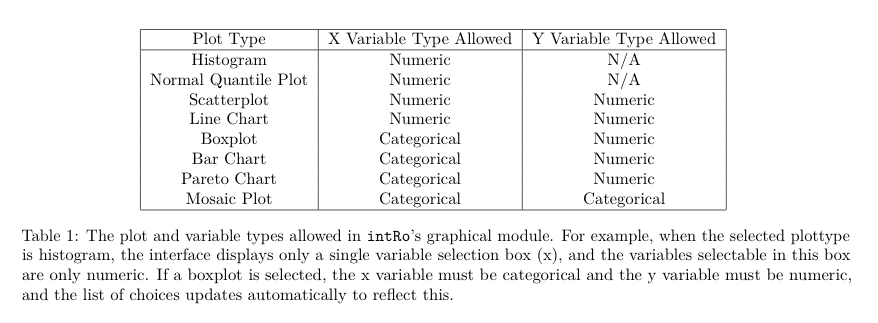 Plot Type X Variable Type Allowed Y Variable Type Allowed
Histogram Numeric N/A
Normal Quantile Plot Numeric N/A
Scatterplot Numeric Numeric
Line Chart Numeric Numeric
Boxplot Categorical Numeric
Bar Chart Categorical Numeric
Pareto Chart Categorical Numeric
Mosaic Plot Categorical Categorical
Table 1: The plot and variable types allowed in intRo's graphical module. For example, when the selected plottype
is histogram, the interface displays only a single variable selection box (x), and the variables selectable in this box
are only numeric. If a boxplot is selected, the x variable must be categorical and the y variable must be numeric,
and the list of choices updates automatically to reflect this.